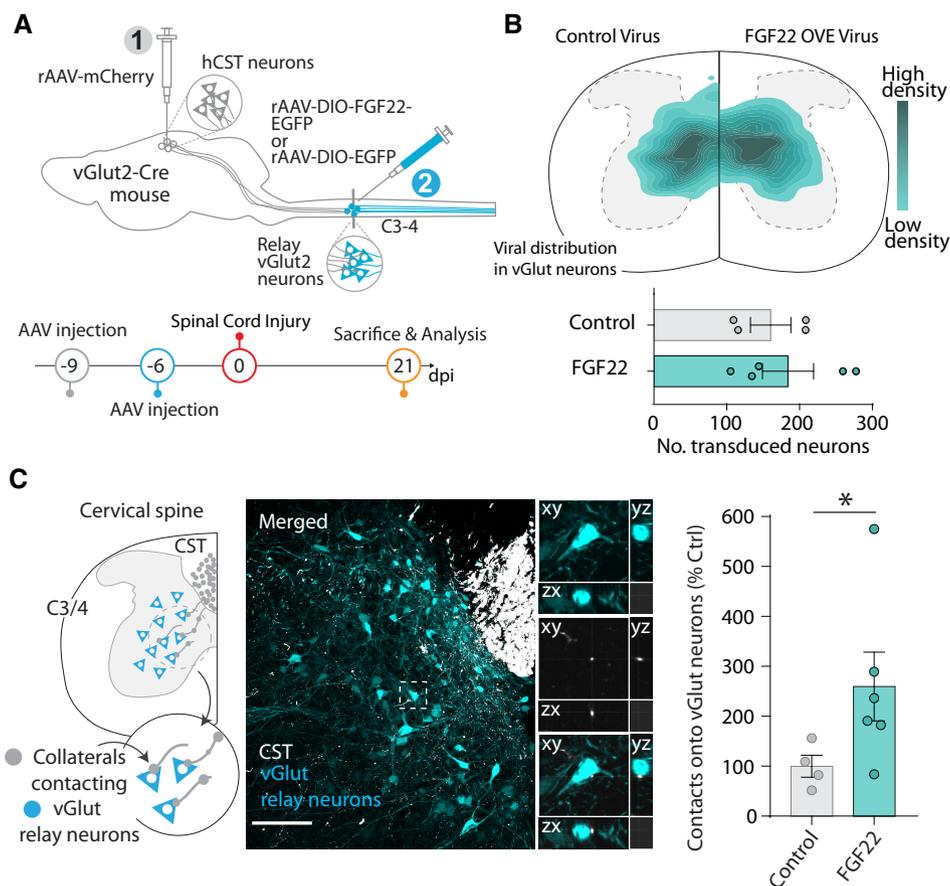 A
1
rAAV-mCherry
hCST neurons
rAAV-DIO-FGF22-
EGFP
or
rAAV-DIO-EGFP
2
vGlut2-Cre
mouse
C3-4
Relay
vGlut2
neurons
AAV injection
Spinal Cord Injury
Sacrifice & Analysis
-9
-6
0
21
dpi
AAV injection
B
Control Virus
FGF22 OVE Virus
High
density
Low
density
Viral distribution
in vGlut neurons
Control
FGF22
0 100 200 300
No. transduced neurons
C
Cervical spine
CST
C3/4
Collaterals
contacting
vGlut
relay neurons
Merged
CST
vGlut
relay neurons
xy yz
zx
xy yz
zx
xy yz
zx
Contacts onto vGlut neurons (% Ctrl)
600
500
400
300
200
100
0
*
Control
FGF22